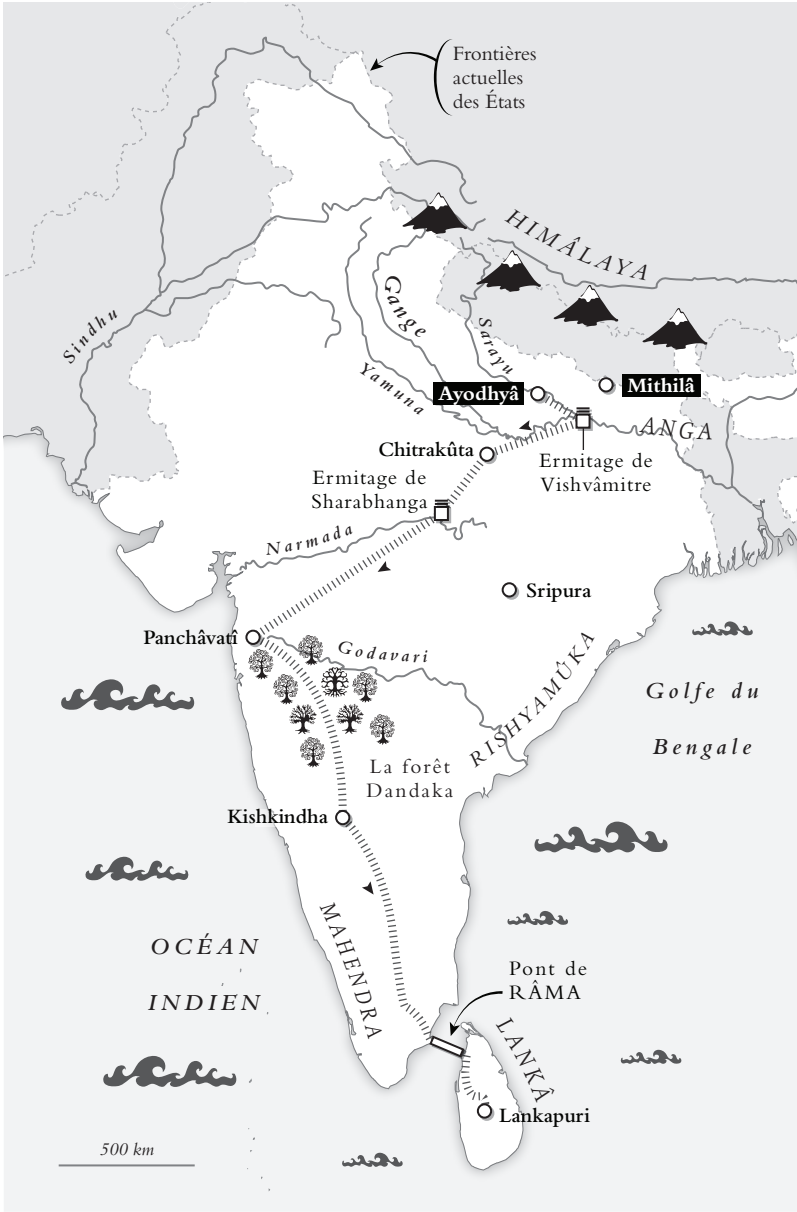 Frontières
actuelles
des États
HIMÂLAYA
Sindhu
Gange
Sarayu
Yamuna
Ayodhyâ
Mithilâ
ANGA
Chitrakûta
Ermitage de
Vishvâmitre
Ermitage de
Sharabhanga
Narmada
Sripura
Panchâvatî
Godavari
RISHYAMÛKA
Golfe du
Bengale
La forêt
Dandaka
Kishkindha
MAHENDRA
OCÉAN
INDIEN
Pont de
RÂMA
LANKÂ
Lankapuri
500 km